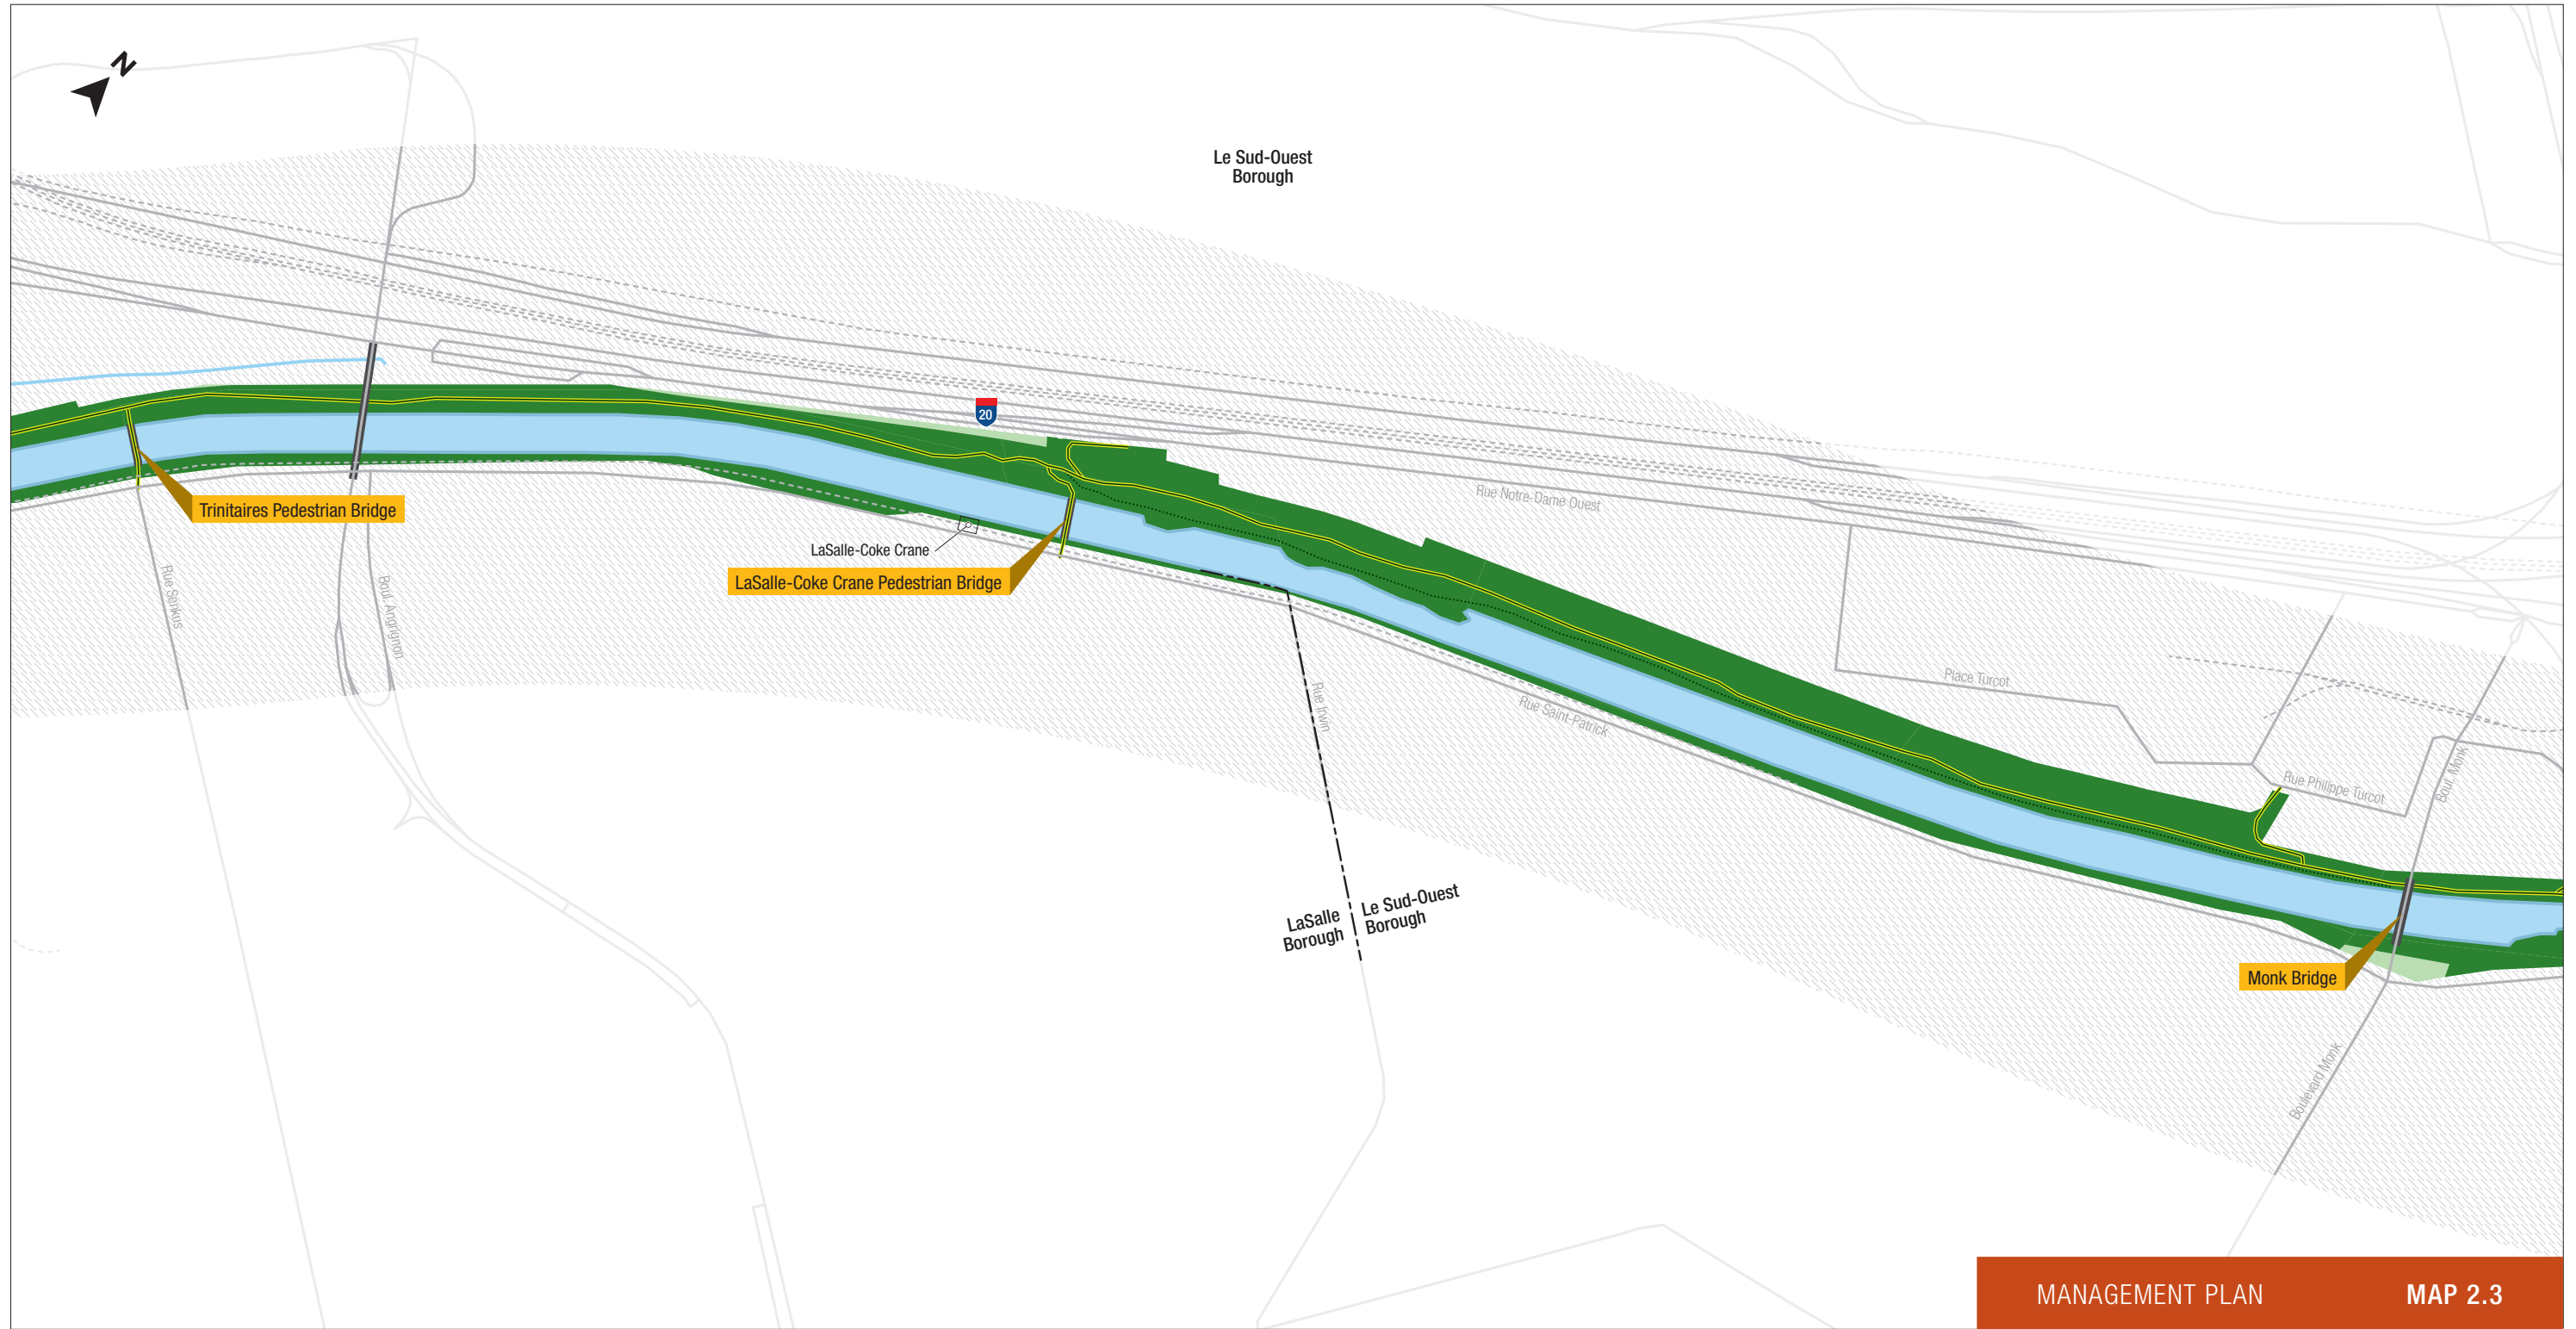 N
Le Sud-Ouest
Borough
20
Rue Notre-Dame Ouest
Trinitaires Pedestrian Bridge
LaSalle-Coke Crane
LaSalle-Coke Crane Pedestrian Bridge
Rue Senkus
Boul. Angrignon
Rue Irwin
Rue Saint-Patrick
Place Turcot
Rue Philippe Turcot
Boul. Monk
LaSalle
Borough
Le Sud-Ouest
Borough
Monk Bridge
Boulevard Monk
MANAGEMENT PLAN MAP 2.3